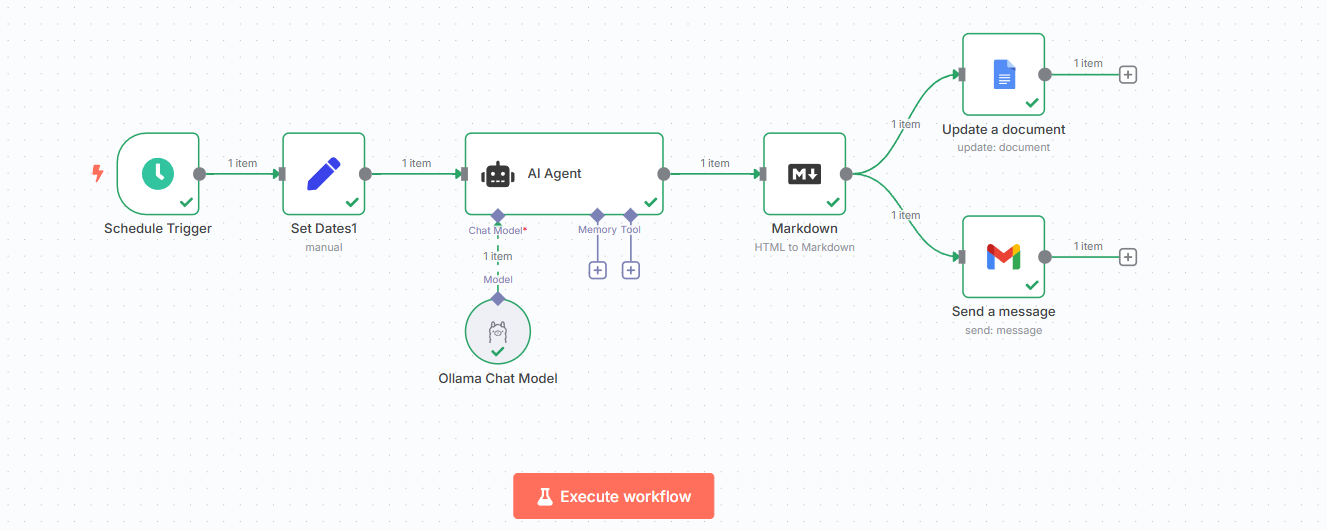 1 item
Update a document
update: document
1 item
1 item
1 item
AI Agent
1 item
M
Schedule Trigger
Set Dates1
manual
Chat Model*
Memory
Tool
Markdown
HTML to Markdown
1 item
1 item
1 item
Model
Send a message
send: message
Ollama Chat Model
Execute workflow